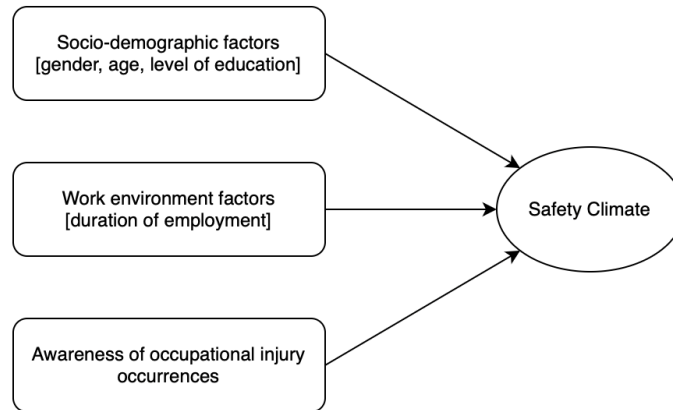 Socio-demographic factors
[gender, age, level of education]
Work environment factors
[duration of employment]
Safety Climate
Awareness of occupational injury
occurrences